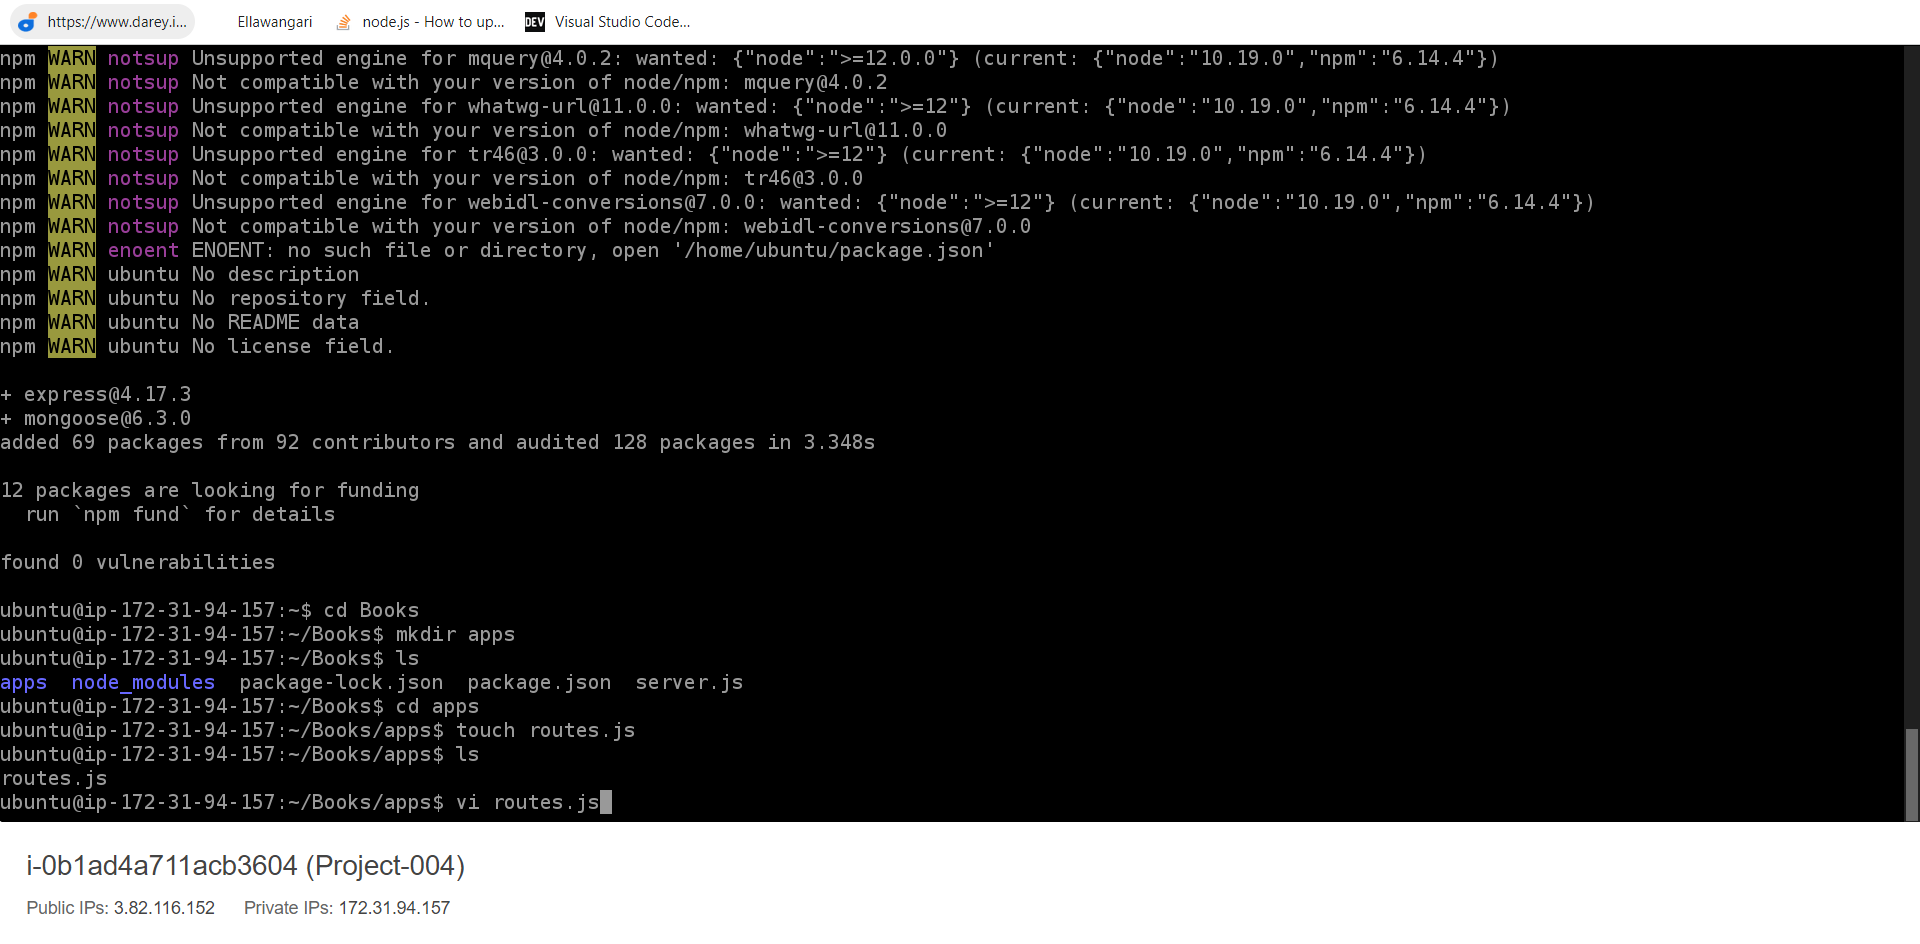 https://www.darey.i... Ellawangari node.js - How to up... DEV Visual Studio Code...
npm WARN notsup Unsupported engine for mquery@4.0.2: wanted: {"node":">=12.0.0"} (current: {"node":"10.19.0","npm":"6.14.4"})
npm WARN notsup Not compatible with your version of node/npm: mquery@4.0.2
npm WARN notsup Unsupported engine for whatwg-url@11.0.0: wanted: {"node":">=12"} (current: {"node":"10.19.0","npm":"6.14.4"})
npm WARN notsup Not compatible with your version of node/npm: whatwg-url@11.0.0
npm WARN notsup Unsupported engine for tr46@3.0.0: wanted: {"node":">=12"} (current: {"node":"10.19.0","npm":"6.14.4"})
npm WARN notsup Not compatible with your version of node/npm: tr46@3.0.0
npm WARN notsup Unsupported engine for webidl-conversions@7.0.0: wanted: {"node":">=12"} (current: {"node":"10.19.0","npm":"6.14.4"})
npm WARN notsup Not compatible with your version of node/npm: webidl-conversions@7.0.0
npm WARN enoent ENOENT: no such file or directory, open '/home/ubuntu/package.json'
npm WARN ubuntu No description
npm WARN ubuntu No repository field.
npm WARN ubuntu No README data
npm WARN ubuntu No license field.
+ express@4.17.3
+ mongoose@6.3.0
added 69 packages from 92 contributors and audited 128 packages in 3.348s
12 packages are looking for funding
run `npm fund` for details
found 0 vulnerabilities
ubuntu@ip-172-31-94-157:~$ cd Books
ubuntu@ip-172-31-94-157:~/Books$ mkdir apps
ubuntu@ip-172-31-94-157:~/Books$ ls
apps node_modules package-lock.json package.json server.js
ubuntu@ip-172-31-94-157:~/Books$ cd apps
ubuntu@ip-172-31-94-157:~/Books/apps$ touch routes.js
ubuntu@ip-172-31-94-157:~/Books/apps$ ls
routes.js
ubuntu@ip-172-31-94-157:~/Books/apps$ vi routes.js
i-0b1ad4a711acb3604 (Project-004)
Public IPs: 3.82.116.152 Private IPs: 172.31.94.157